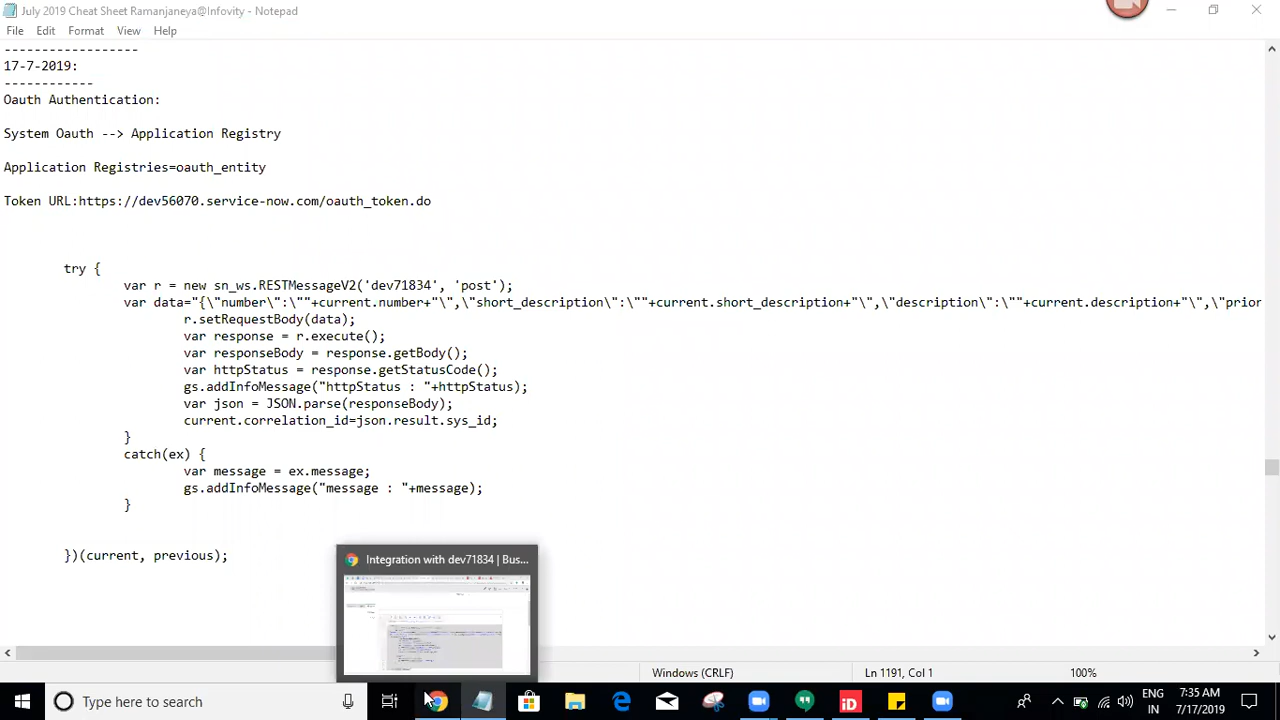 July 2019 Cheat Sheet Ramanjaneya@Infovity - Notepad
File Edit Format View Help
------------------
17-7-2019:
------------
Oauth Authentication:
System Oauth --> Application Registry
Application Registries=oauth_entity
Token URL:https://dev56070.service-now.com/oauth_token.do
try {
var r = new sn_ws.RESTMessageV2('dev71834', 'post');
var data="{\"number\":\""+current.number+"\",\"short_description\":\""+current.short_description+"\",\"description\":\""+current.description+"\",\"prior
r.setRequestBody(data);
var response = r.execute();
var responseBody = response.getBody();
var httpStatus = response.getStatusCode();
gs.addInfoMessage("httpStatus : "+httpStatus);
var json = JSON.parse(responseBody);
current.correlation_id=json.result.sys_id;
}
catch(ex) {
var message = ex.message;
gs.addInfoMessage("message : "+message);
}
})(current, previous);
Integration with dev71834 | Bus...
Windows (CRLF) Ln 1191, Col 1 100%
Type here to search
ENG
IN
7:35 AM
7/17/2019